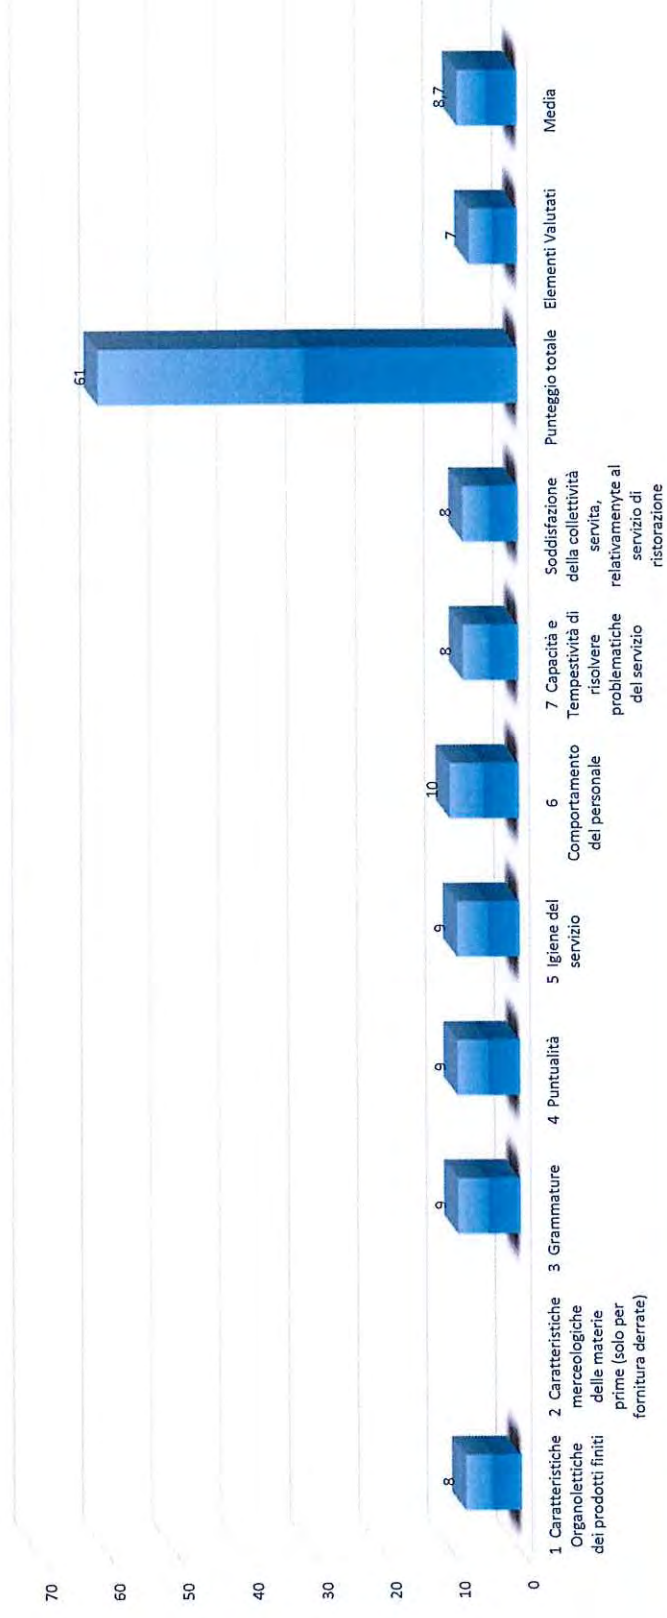 70
60
50
40
30
20
10
0
8
9
9
9
10
8
8
61
7
8,7
1 Caratteristiche
Organolettiche
dei prodotti finiti
2 Caratteristiche
merceologiche
delle materie
prime (solo per
fornitura derrate)
3 Grammature
4 Puntualità
5 Igiene del
servizio
6
Comportamento
del personale
7 Capacità e
Tempestività di
risolvere
problematiche
del servizio
Soddisfazione
della collettività
servita,
relativamenyte al
servizio di
ristorazione
Punteggio totale
Elementi Valutati
Media